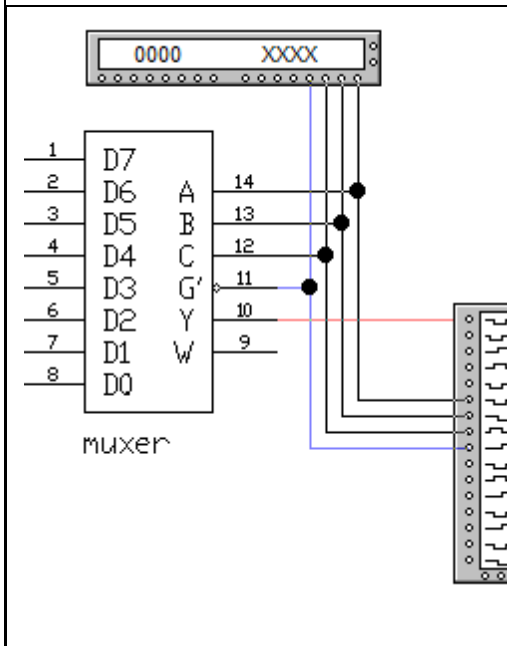 0000 XXXX
1 D7
2 D6 A 14
3 D5 B 13
4 D4 C 12
5 D3 G' 11
6 D2 Y 10
7 D1 W 9
8 D0
muxer